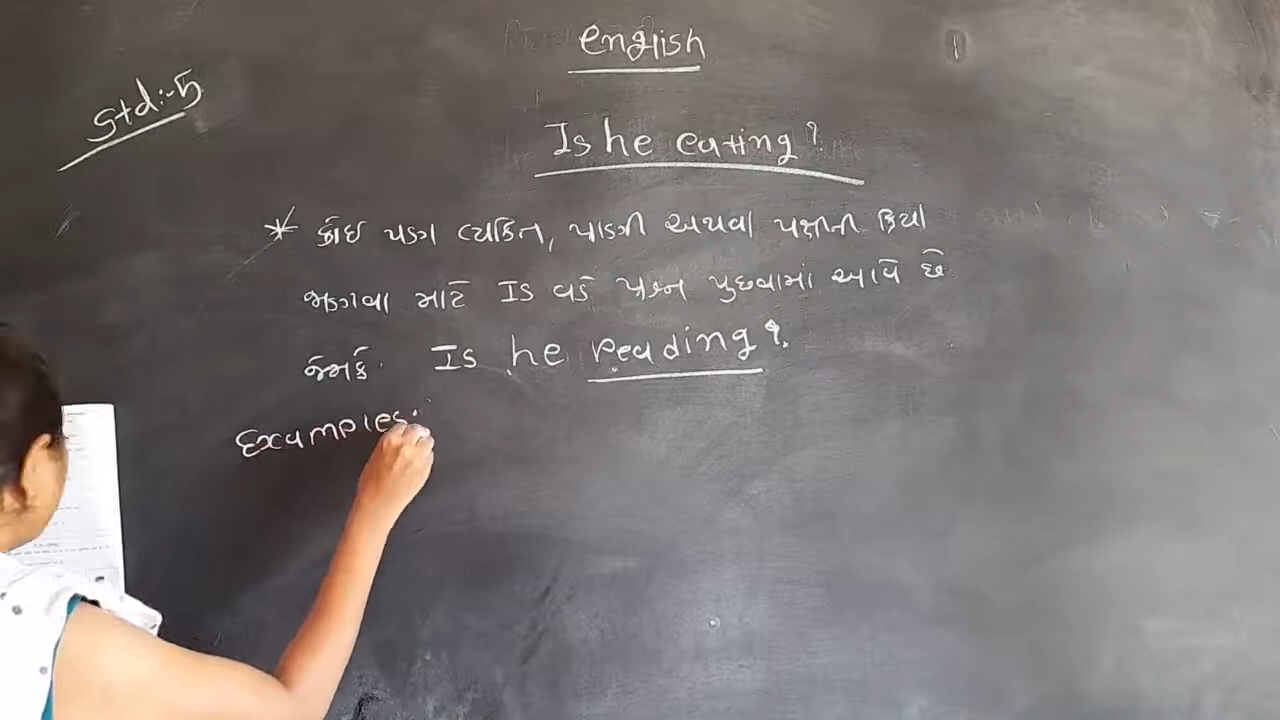 English
Std:-5
Is he eating?
* કોઈ પણ વ્યકિત, પ્રાણી અથવા પક્ષીની ક્રિયા
જાણવા માટે Is વડે પ્રશ્ન પુછવામાં આવે છે
જેમકે. Is he Reading?
Examples: